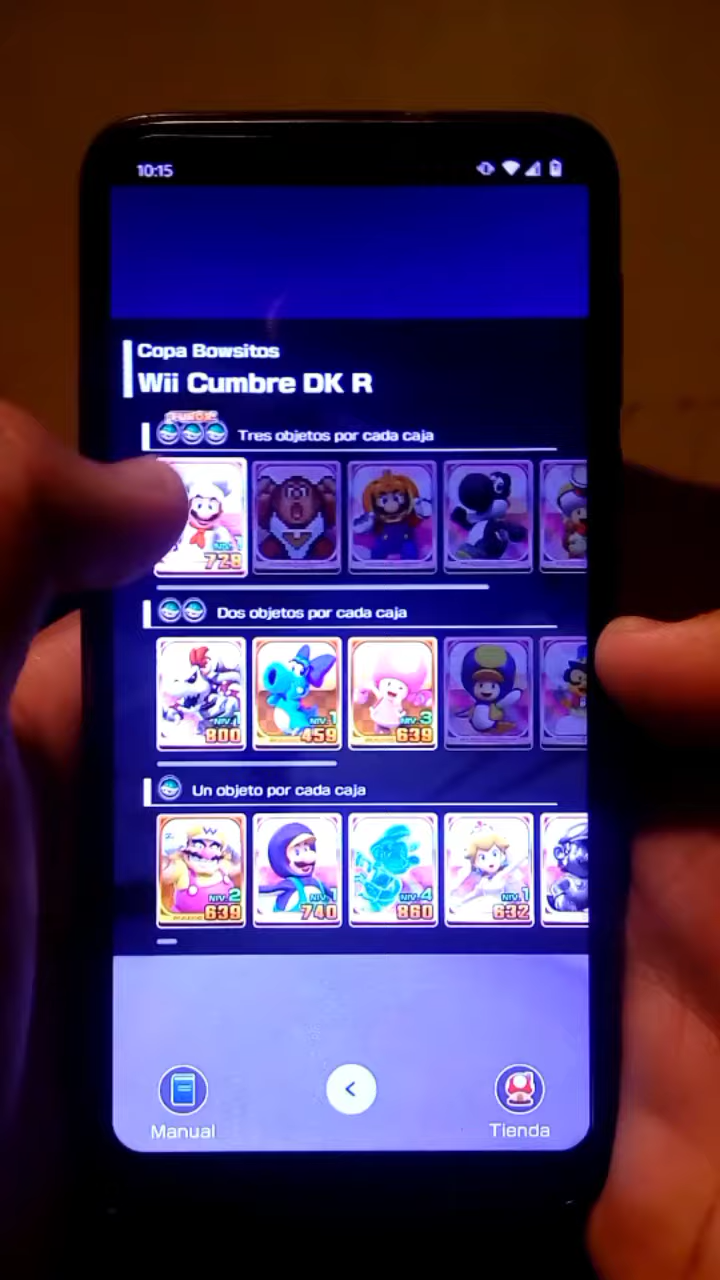 10:15
Copa Bowsitos
Wii Cumbre DK R
Tres objetos por cada caja
728
Dos objetos por cada caja
NIV. 1 NIV. 1 NIV. 3
800 459 639
Un objeto por cada caja
NIV. 2 NIV. 1 NIV. 4 NIV. 1
639 740 860 632
Manual
<
Tienda